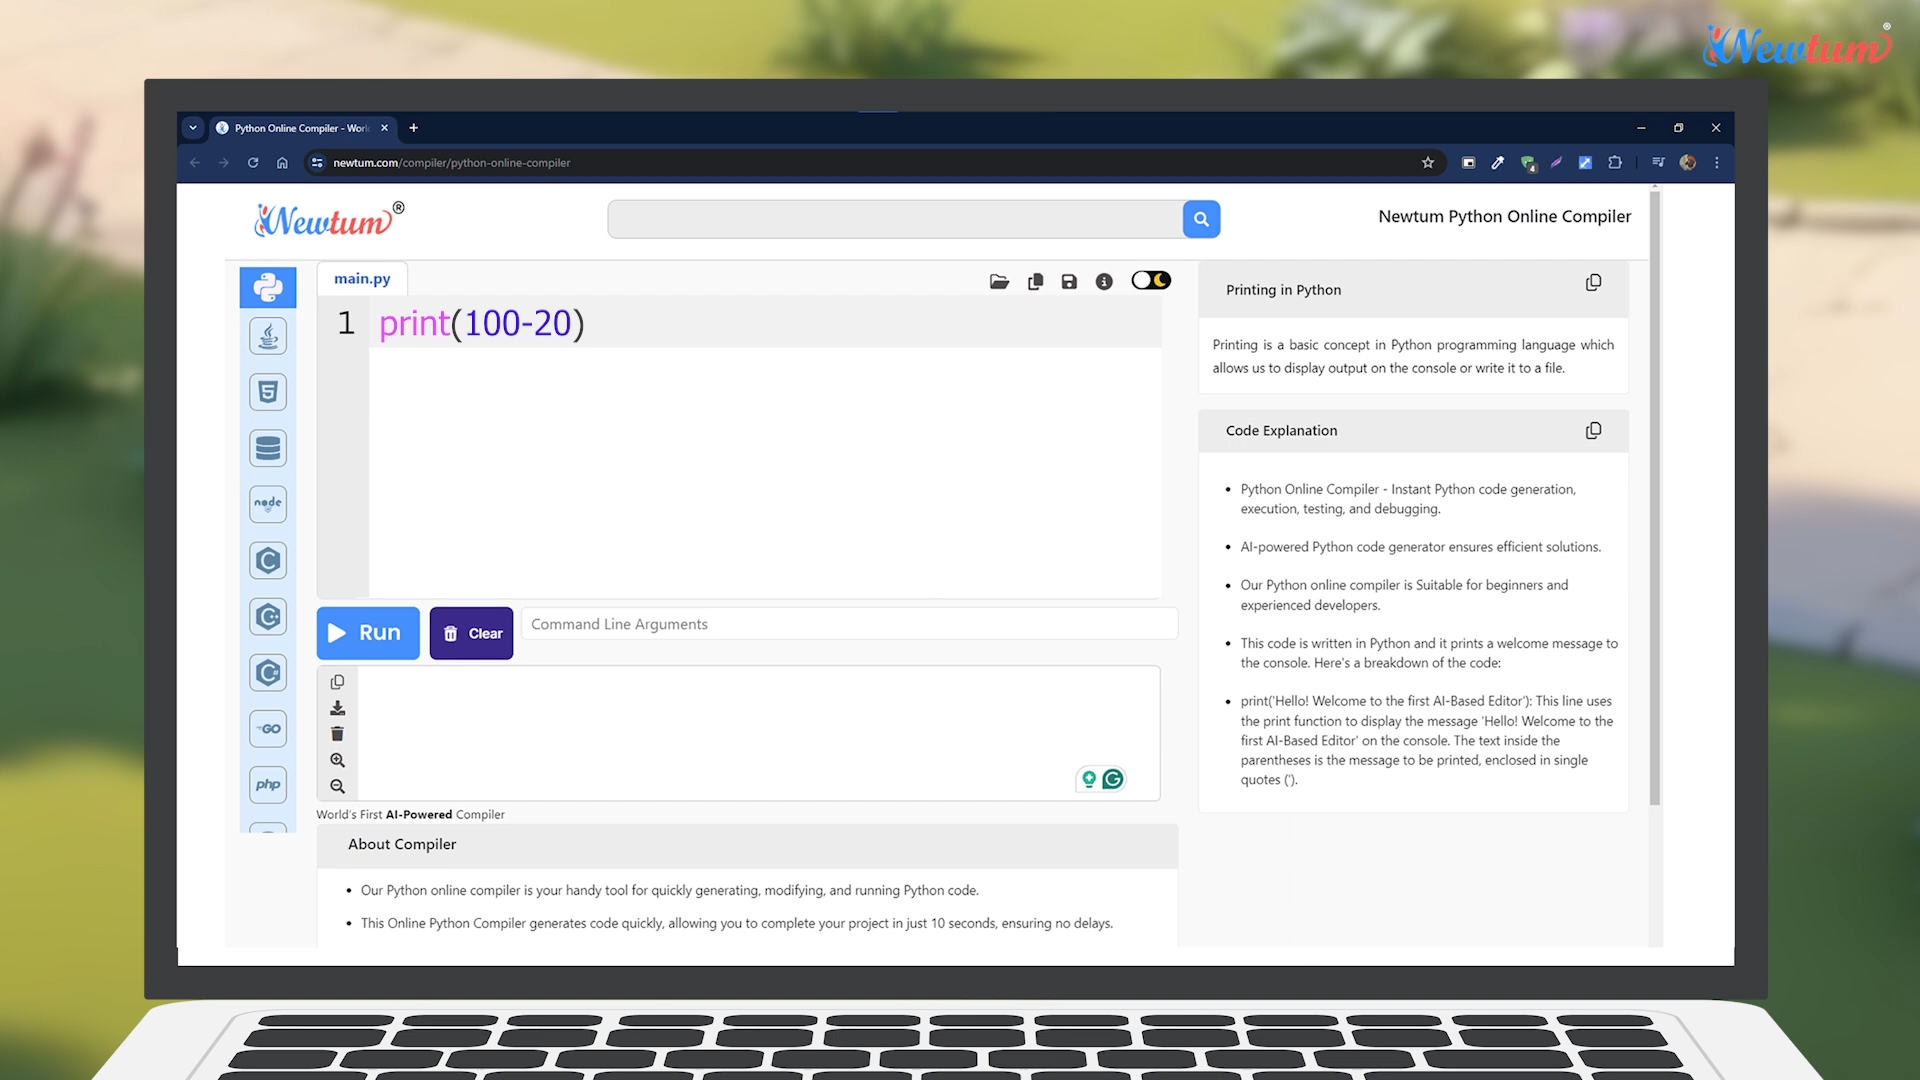 Newtum®
Python Online Compiler - Worl
newtum.com/compiler/python-online-compiler
4
Newtum®
Newtum Python Online Compiler
main.py
1 print(100-20)
Printing in Python
Printing is a basic concept in Python programming language which
allows us to display output on the console or write it to a file.
Code Explanation
• Python Online Compiler - Instant Python code generation,
execution, testing, and debugging.
• AI-powered Python code generator ensures efficient solutions.
• Our Python online compiler is Suitable for beginners and
experienced developers.
• This code is written in Python and it prints a welcome message to
the console. Here's a breakdown of the code:
• print('Hello! Welcome to the first AI-Based Editor'): This line uses
the print function to display the message 'Hello! Welcome to the
first AI-Based Editor' on the console. The text inside the
parentheses is the message to be printed, enclosed in single
quotes (').
5
node
C
C++
C#
GO
php
Run
Clear
Command Line Arguments
G
World's First AI-Powered Compiler
About Compiler
• Our Python online compiler is your handy tool for quickly generating, modifying, and running Python code.
• This Online Python Compiler generates code quickly, allowing you to complete your project in just 10 seconds, ensuring no delays.